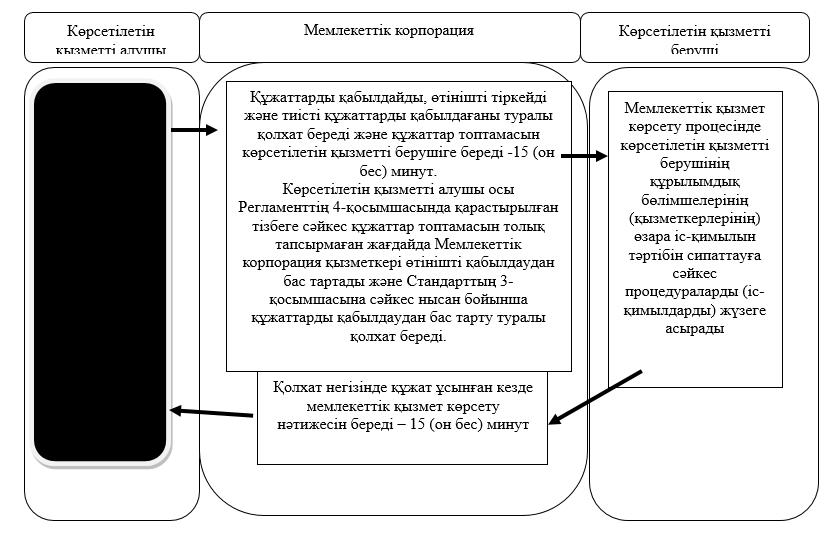 Көрсетілетін
қызметті алушы
Мемлекеттік корпорация
Көрсетілетін қызметті
беруші
Құжаттарды қабылдайды, өтінішті тіркейді
және тиісті құжаттарды қабылдағаны туралы
қолхат береді және құжаттар топтамасын
көрсетілетін қызметті берушіге береді -15 (он
бес) минут.
Көрсетілетін қызметті алушы осы
Регламенттің 4-қосымшасында қарастырылған
тізбеге сәйкес құжаттар топтамасын толық
тапсырмаған жағдайда Мемлекеттік
корпорация қызметкері өтінішті қабылдаудан
бас тартады және Стандарттың 3-
қосымшасына сәйкес нысан бойынша
құжаттарды қабылдаудан бас тарту туралы
қолхат береді.
Қолхат негізінде құжат ұсынған кезде
мемлекеттік қызмет көрсету
нәтижесін береді – 15 (он бес) минут
Мемлекеттік қызмет
көрсету процесінде
көрсетілетін қызметті
берушінің
құрылымдық
бөлімшелерінің
(қызметкерлерінің)
өзара іс-қимылын
тәртібін сипаттауға
сәйкес
процедураларды (іс-
қимылдарды) жүзеге
асырады